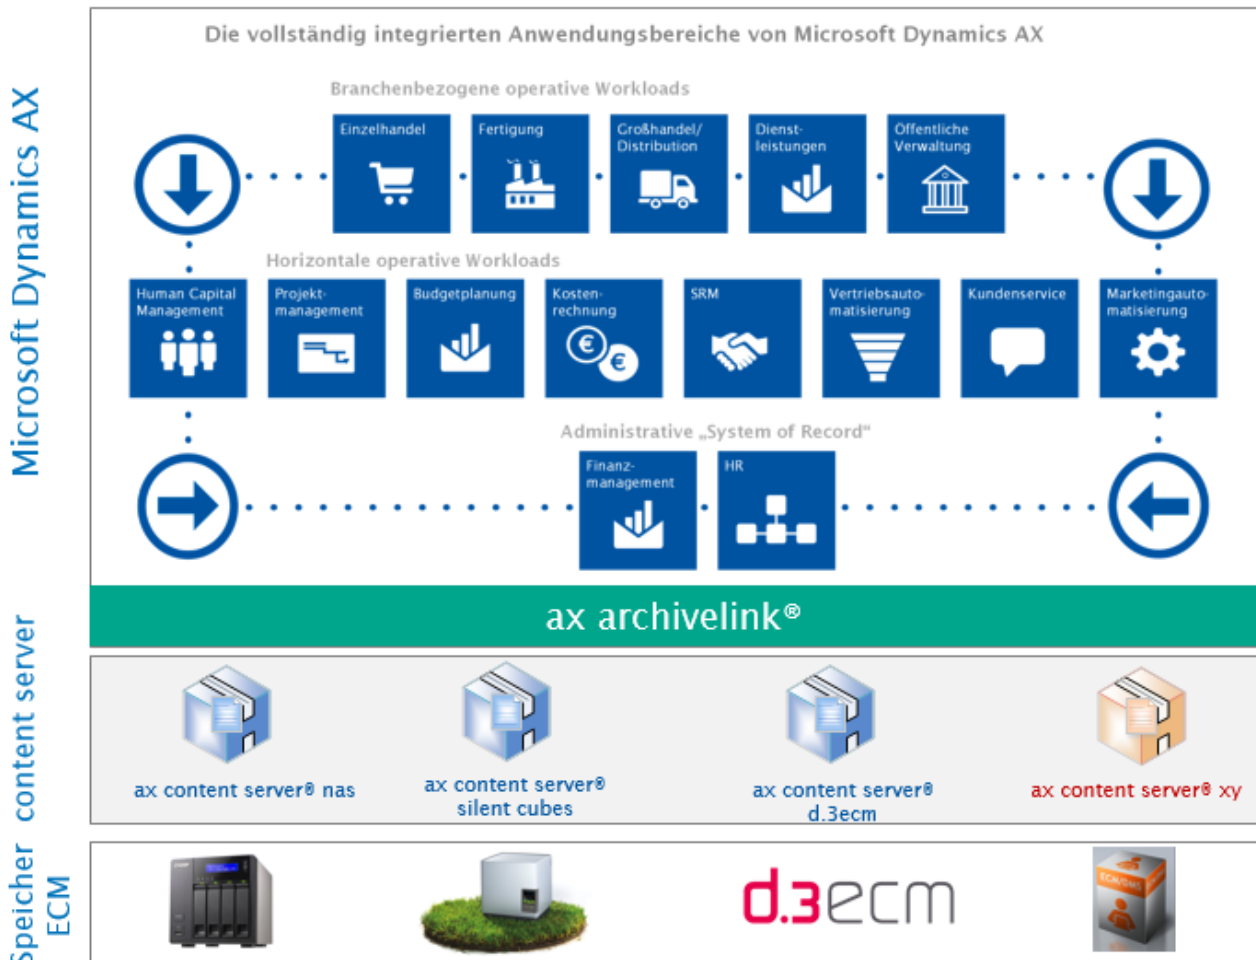 Die vollständig integrierten Anwendungsbereiche von Microsoft Dynamics AX
Branchenbezogene operative Workloads
Einzelhandel
Fertigung
Großhandel/
Distribution
Dienst-
leistungen
Öffentliche
Verwaltung
Horizontale operative Workloads
Human Capital
Management
Projekt-
management
Budgetplanung
Kosten-
rechnung
€
€
SRM
Vertriebsauto-
matisierung
Kundenservice
Marketingauto-
matisierung
Administrative „System of Record“
Finanz-
management
HR
Microsoft Dynamics AX
ax archivelink®
content server
ax content server® nas
ax content server®
silent cubes
ax content server®
d.3ecm
ax content server® xy
Speicher
ECM
d.3ecm
ECM/DMS